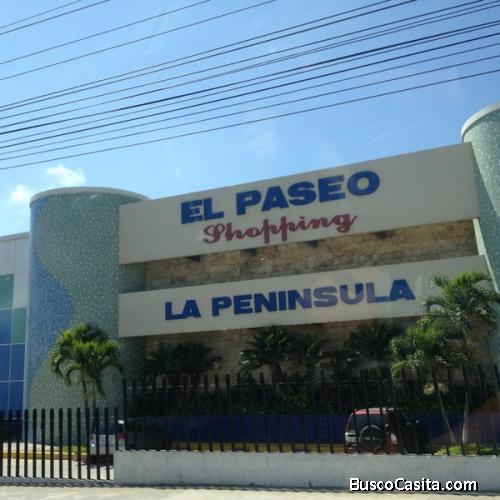 EL PASEO
Shopping
LA PENINSULA
BuscoCasita.com